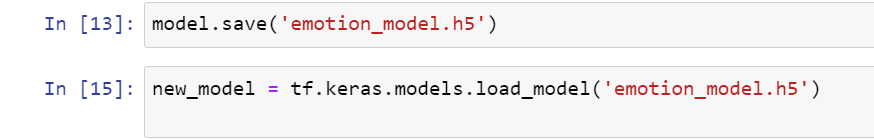 In [13]: model.save('emotion_model.h5')
In [15]: new_model = tf.keras.models.load_model('emotion_model.h5')